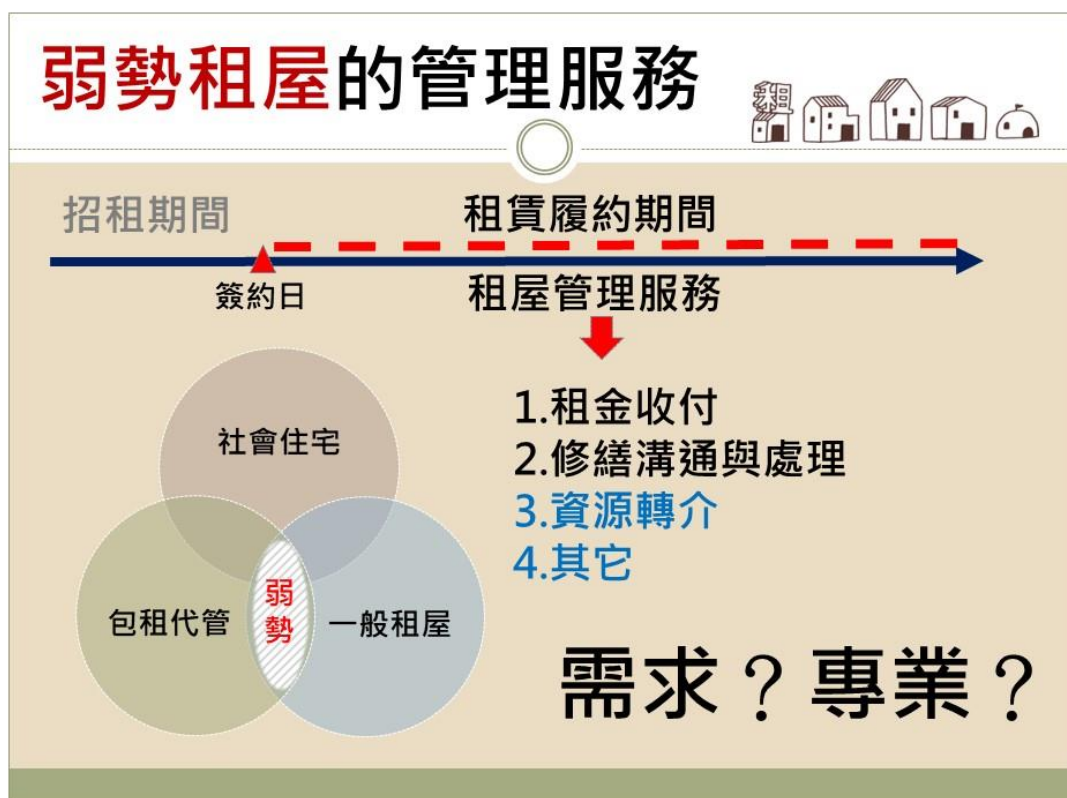 弱勢租屋的管理服務
租
招租期間
租賃履約期間
簽約日
租屋管理服務
1.租金收付
2.修繕溝通與處理
3.資源轉介
4.其它
社會住宅
包租代管
弱勢
一般租屋
需求？專業？